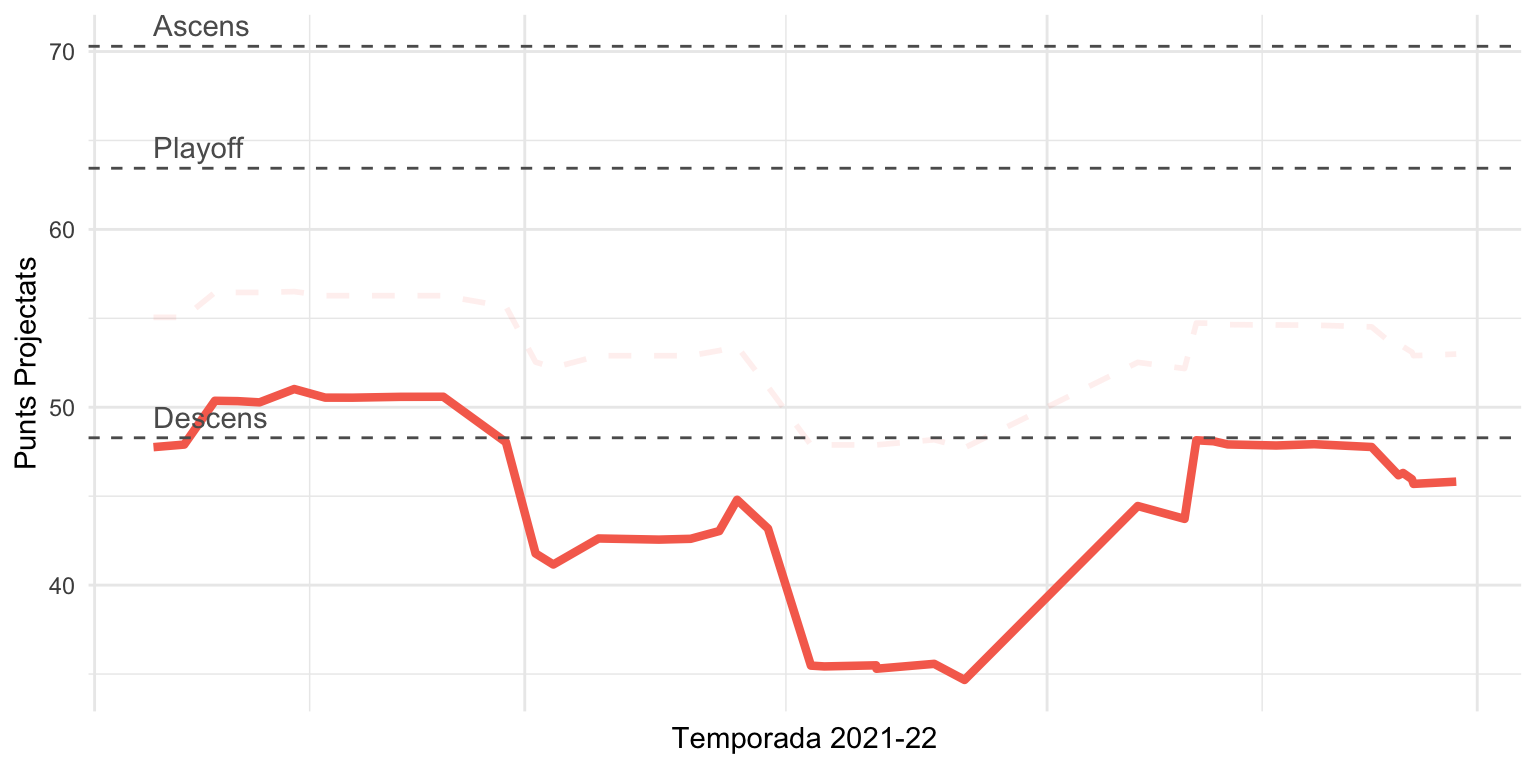 Ascens
70
Playoff
60
50
Descens
40
Punts Projectats
Temporada 2021-22